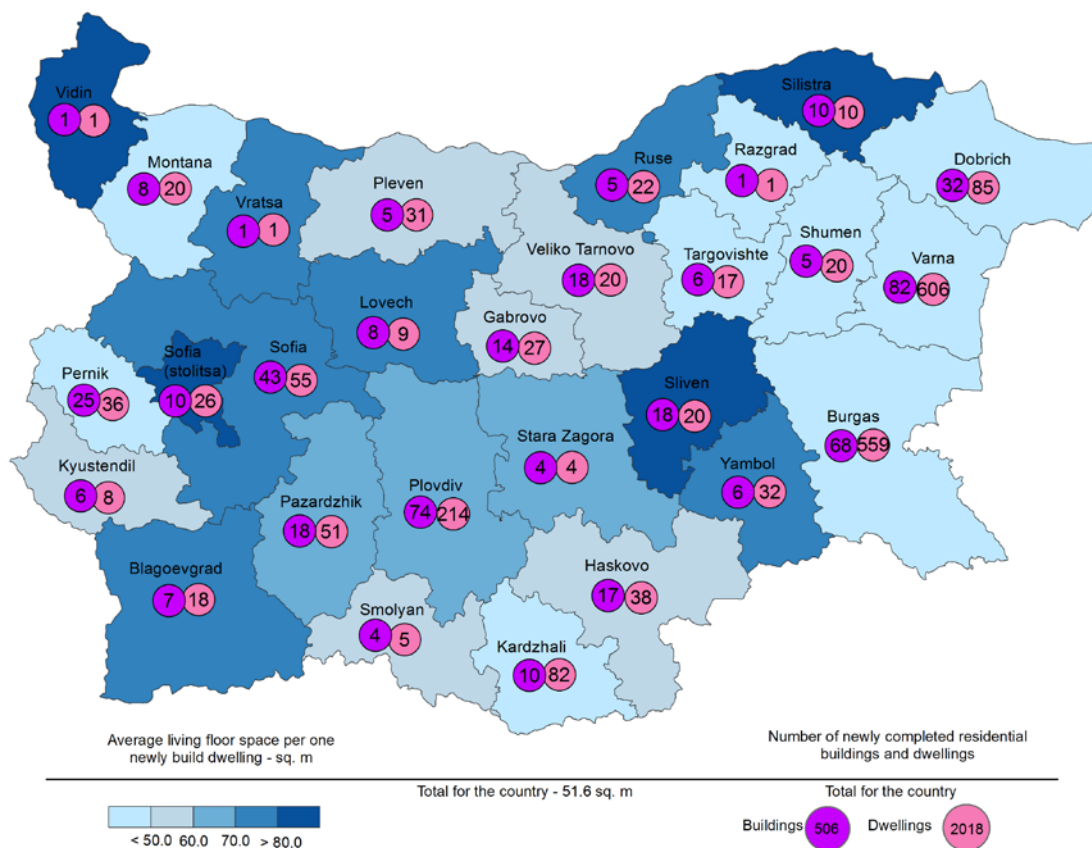 Vidin
1 1
Silistra
10 10
Montana
8 20
Ruse
5 22
Razgrad
1 1
Dobrich
32 85
Pleven
5 31
Vratsa
1 1
Shumen
5 20
Veliko Tarnovo
18 20
Targovishte
6 17
Varna
82 606
Lovech
8 9
Gabrovo
14 27
Sofia
(stolitsa)
10 26
Sofia
43 55
Pernik
25 36
Sliven
18 20
Burgas
68 559
Stara Zagora
4 4
Kyustendil
6 8
Yambol
6 32
Pazardzhik
18 51
Plovdiv
74 214
Blagoevgrad
7 18
Haskovo
17 38
Smolyan
4 5
Kardzhali
10 82
Average living floor space per one
newly build dwelling - sq. m
Number of newly completed residential
buildings and dwellings
Total for the country - 51.6 sq. m
Total for the country
Buildings 506 Dwellings 2018
< 50.0 60.0 70.0 > 80.0